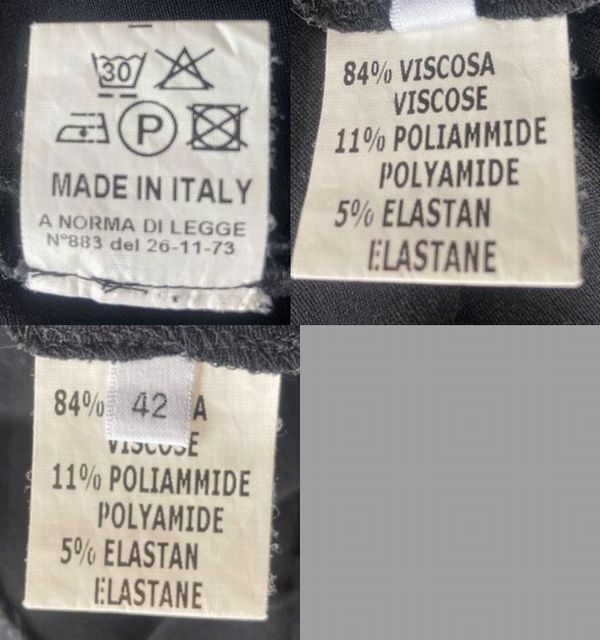 30
P
MADE IN ITALY
A NORMA DI LEGGE
N°883 del 26-11-73
84% VISCOSA
VISCOSE
11% POLIAMMIDE
POLYAMIDE
5% ELASTAN
ELASTANE
84% 42 A
VISCOSE
11% POLIAMMIDE
POLYAMIDE
5% ELASTAN
ELASTANE